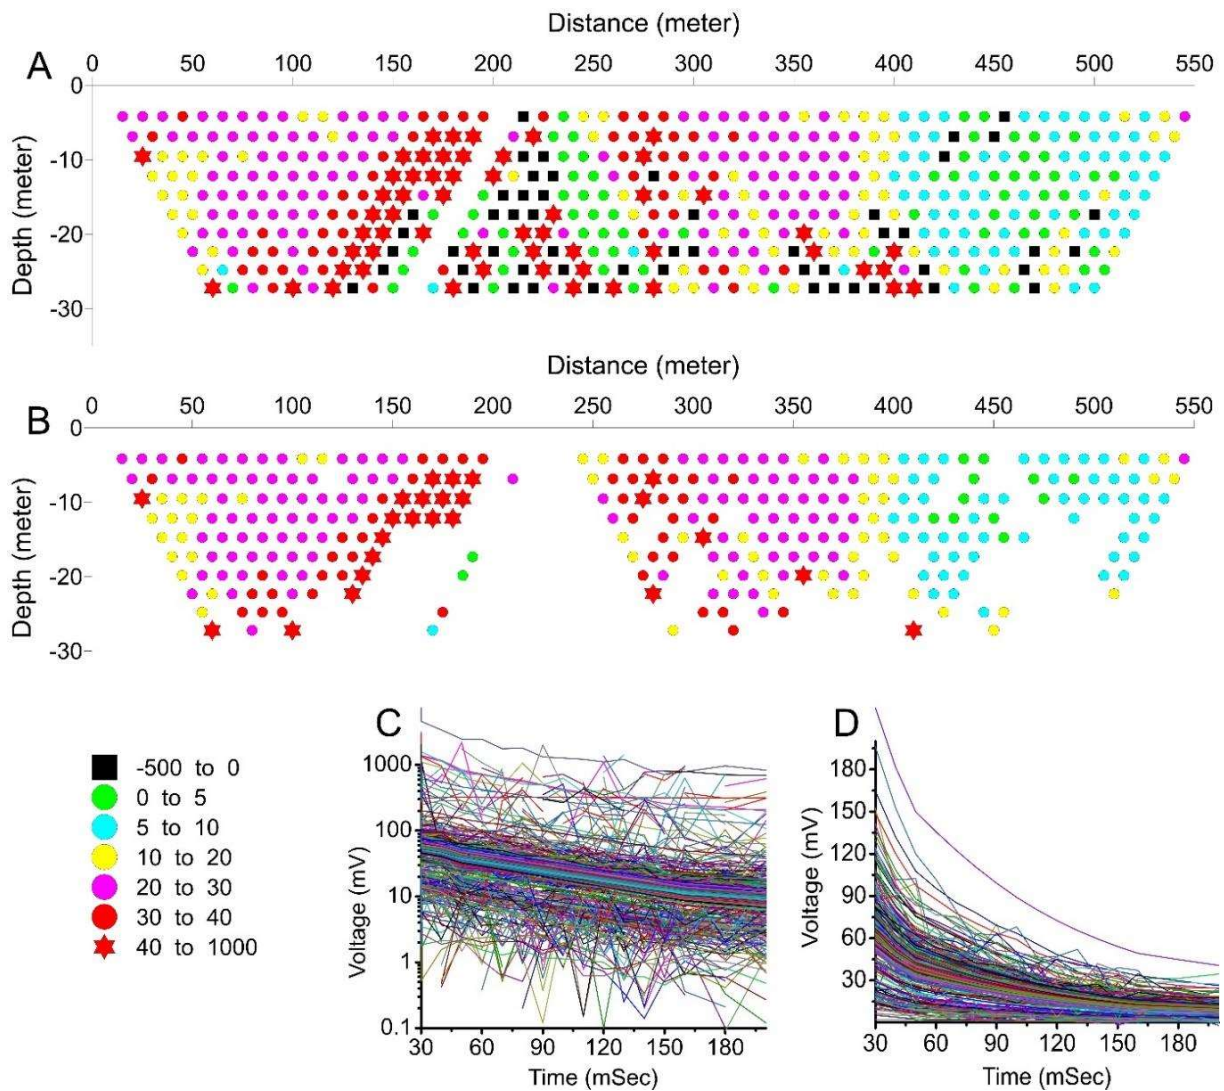 Distance (meter)
A
0 50 100 150 200 250 300 350 400 450 500 550
0
-10
-20
-30
Depth (meter)
Distance (meter)
B
0 50 100 150 200 250 300 350 400 450 500 550
0
-10
-20
-30
Depth (meter)
-500 to 0
0 to 5
5 to 10
10 to 20
20 to 30
30 to 40
40 to 1000
C
1000
100
10
1
0.1
Voltage (mV)
30 60 90 120 150 180
Time (mSec)
D
180
150
120
90
60
30
Voltage (mV)
30 60 90 120 150 180
Time (mSec)